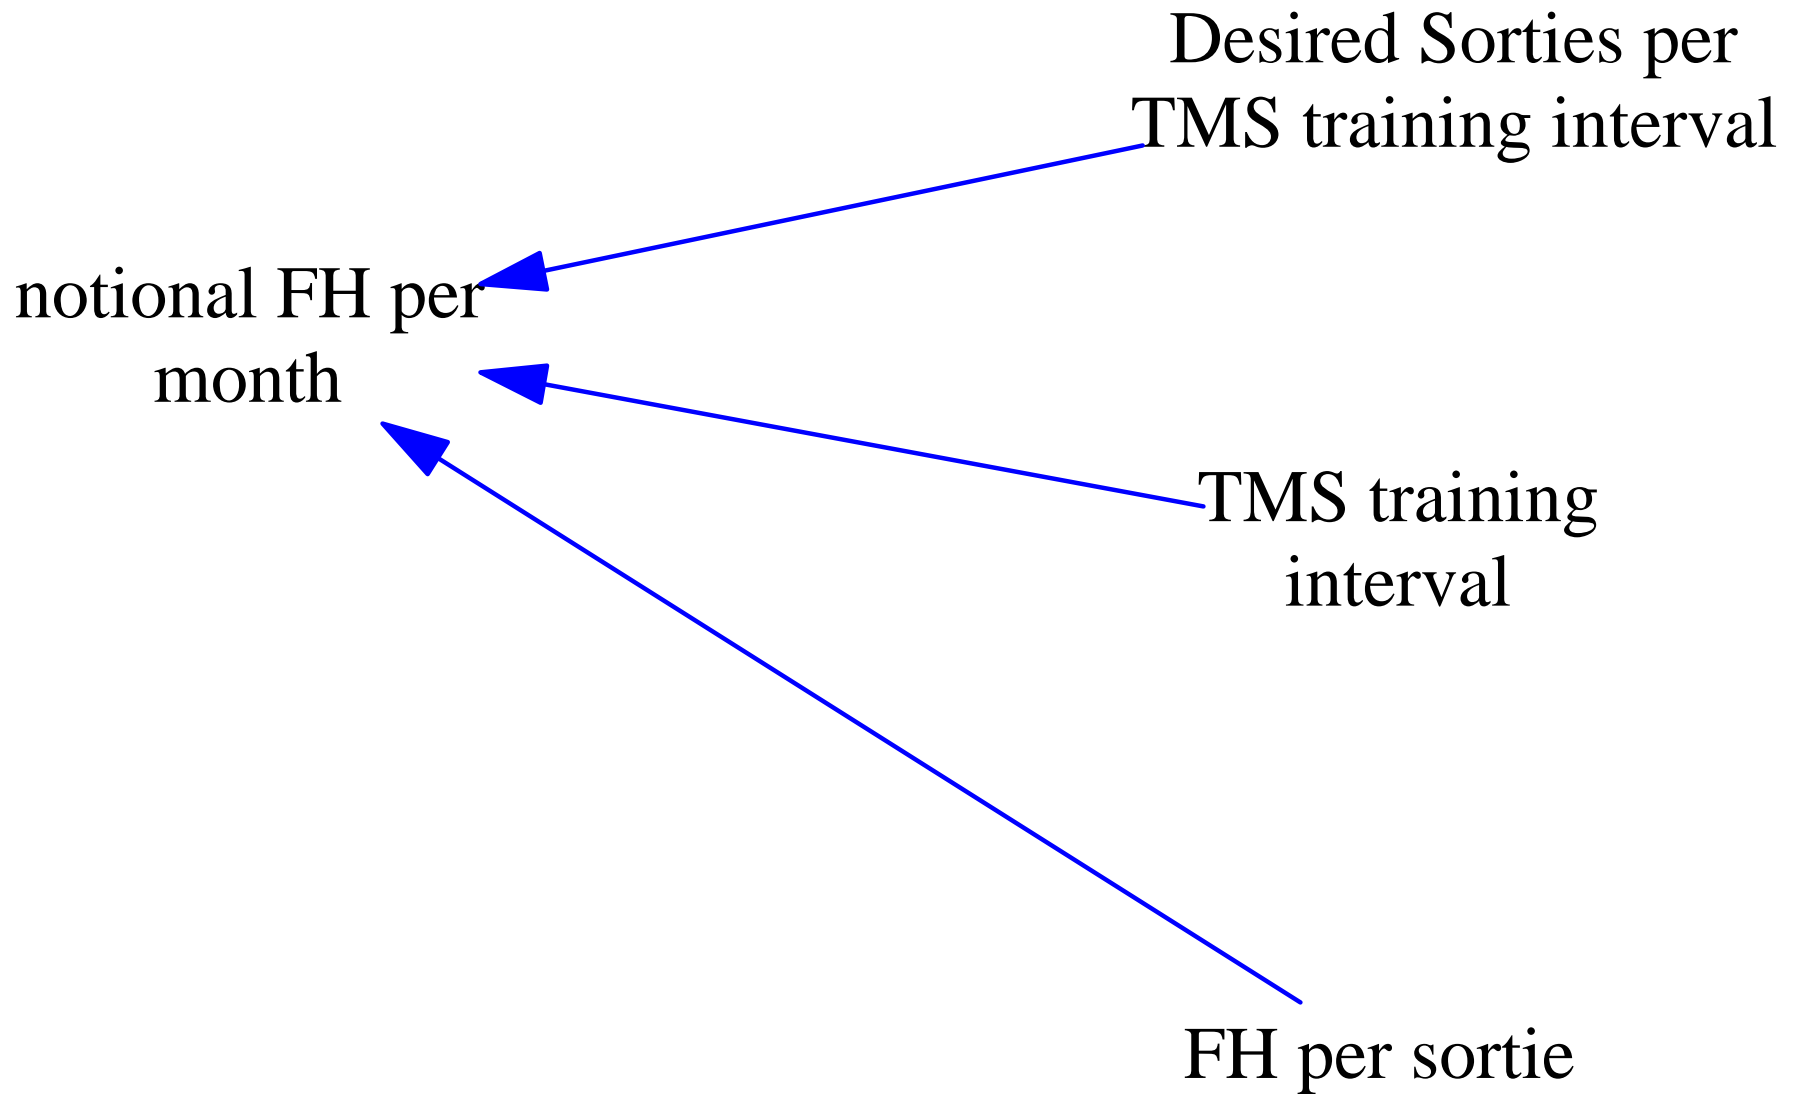 Desired Sorties per
TMS training interval
notional FH per
month
TMS training
interval
FH per sortie